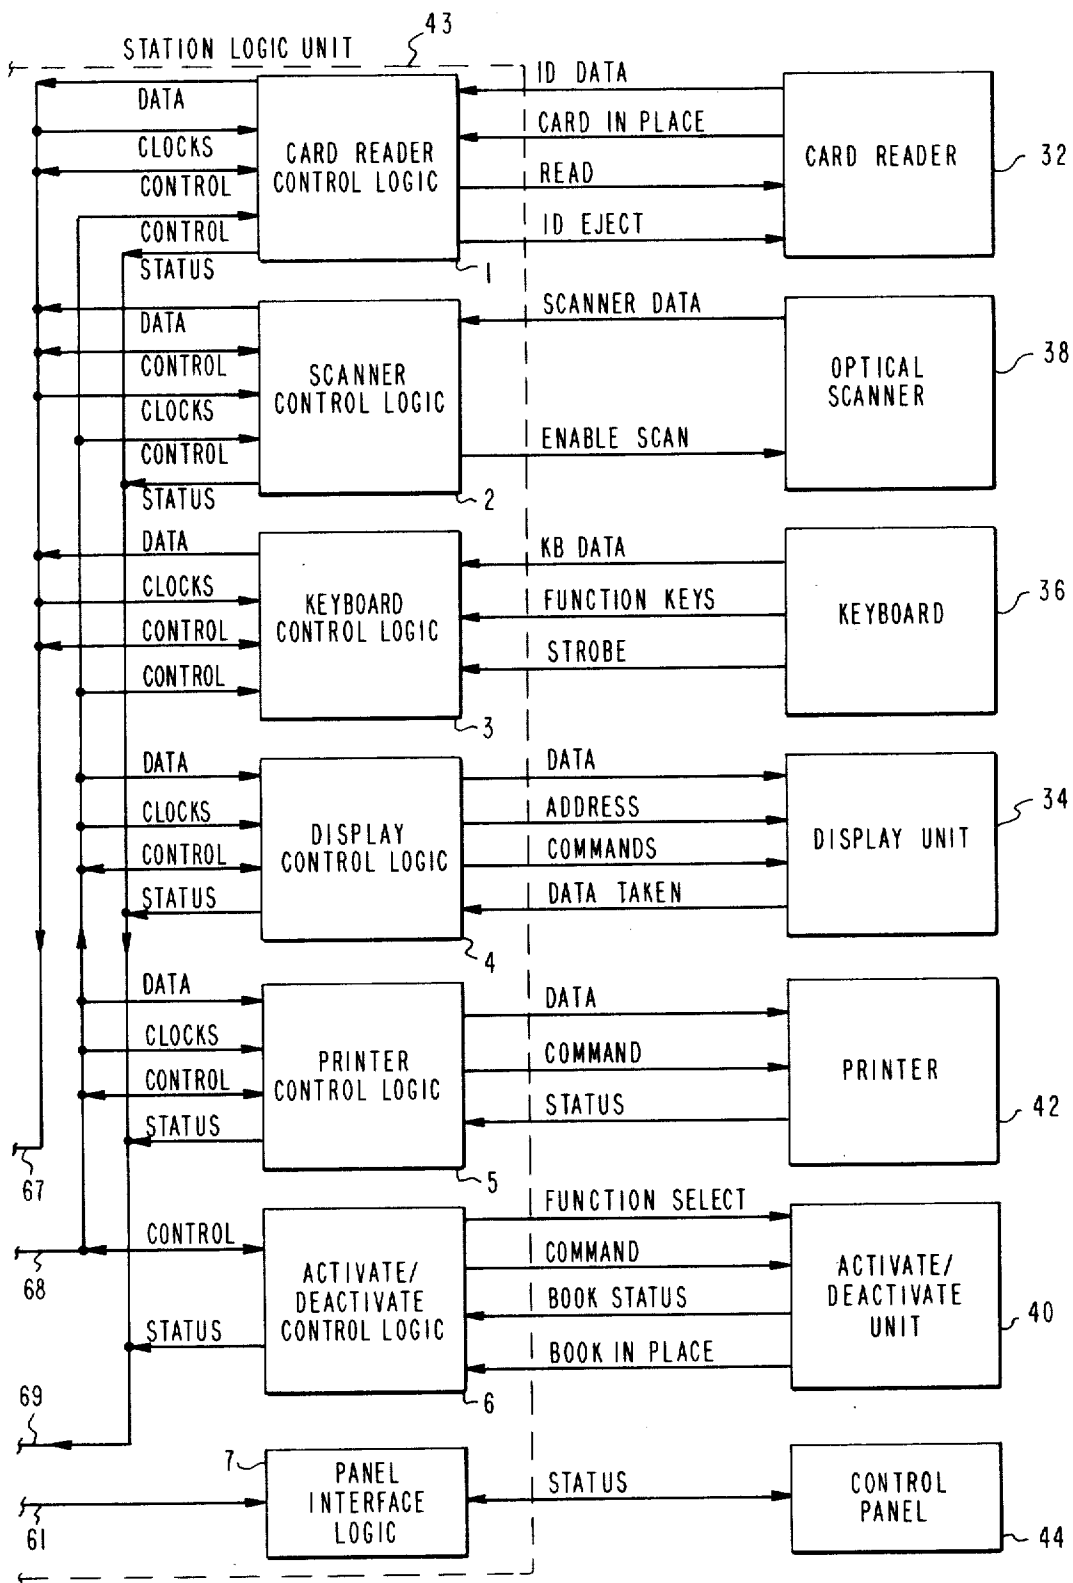 43
STATION LOGIC UNIT
DATA
CLOCKS
CONTROL
CONTROL
STATUS
CARD READER
CONTROL LOGIC
1
ID DATA
CARD IN PLACE
READ
ID EJECT
CARD READER
32
DATA
CONTROL
CLOCKS
CONTROL
STATUS
SCANNER
CONTROL LOGIC
2
SCANNER DATA
ENABLE SCAN
OPTICAL
SCANNER
38
DATA
CLOCKS
CONTROL
CONTROL
KEYBOARD
CONTROL LOGIC
3
KB DATA
FUNCTION KEYS
STROBE
KEYBOARD
36
DATA
CLOCKS
CONTROL
STATUS
DISPLAY
CONTROL LOGIC
4
DATA
ADDRESS
COMMANDS
DATA TAKEN
DISPLAY UNIT
34
DATA
CLOCKS
CONTROL
STATUS
PRINTER
CONTROL LOGIC
5
DATA
COMMAND
STATUS
PRINTER
42
67
68
CONTROL
STATUS
ACTIVATE/
DEACTIVATE
CONTROL LOGIC
6
FUNCTION SELECT
COMMAND
BOOK STATUS
BOOK IN PLACE
ACTIVATE/
DEACTIVATE
UNIT
40
69
61
7
PANEL
INTERFACE
LOGIC
STATUS
CONTROL
PANEL
44